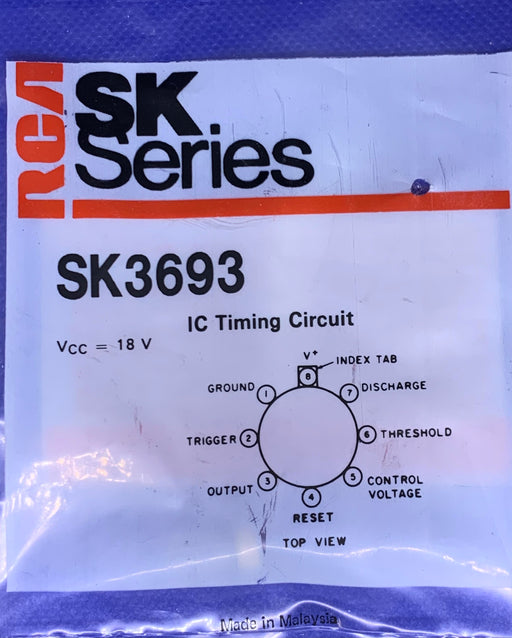 RCA
SK
Series
SK3693
IC Timing Circuit
VCC = 18 V
V+
INDEX TAB
8
GROUND 1
7 DISCHARGE
TRIGGER 2
6 THRESHOLD
OUTPUT 3
5 CONTROL
VOLTAGE
4
RESET
TOP VIEW
Made in Malaysia